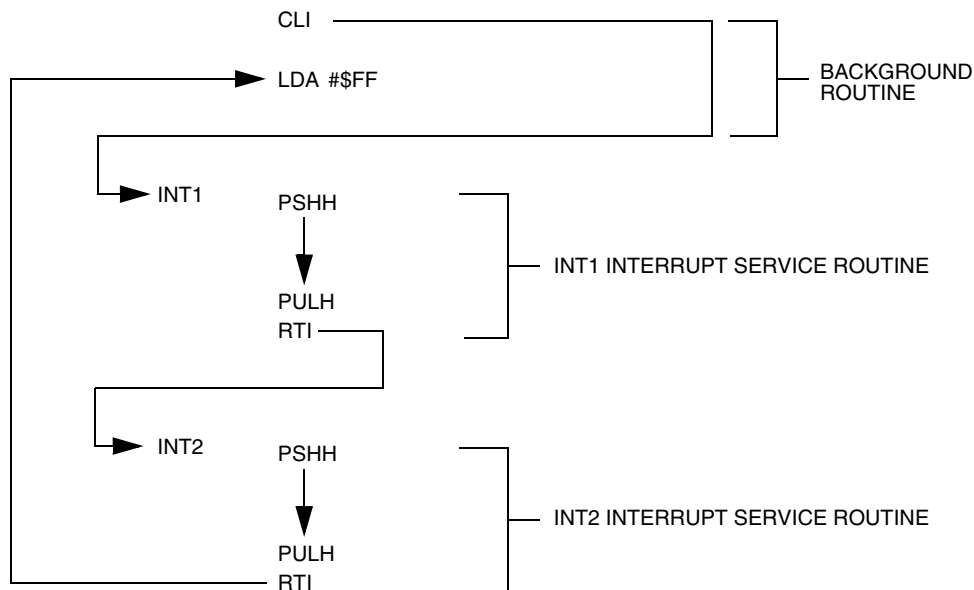 CLI
LDA #$FF
BACKGROUND
ROUTINE
INT1
PSHH
INT1 INTERRUPT SERVICE ROUTINE
PULH
RTI
INT2
PSHH
INT2 INTERRUPT SERVICE ROUTINE
PULH
RTI